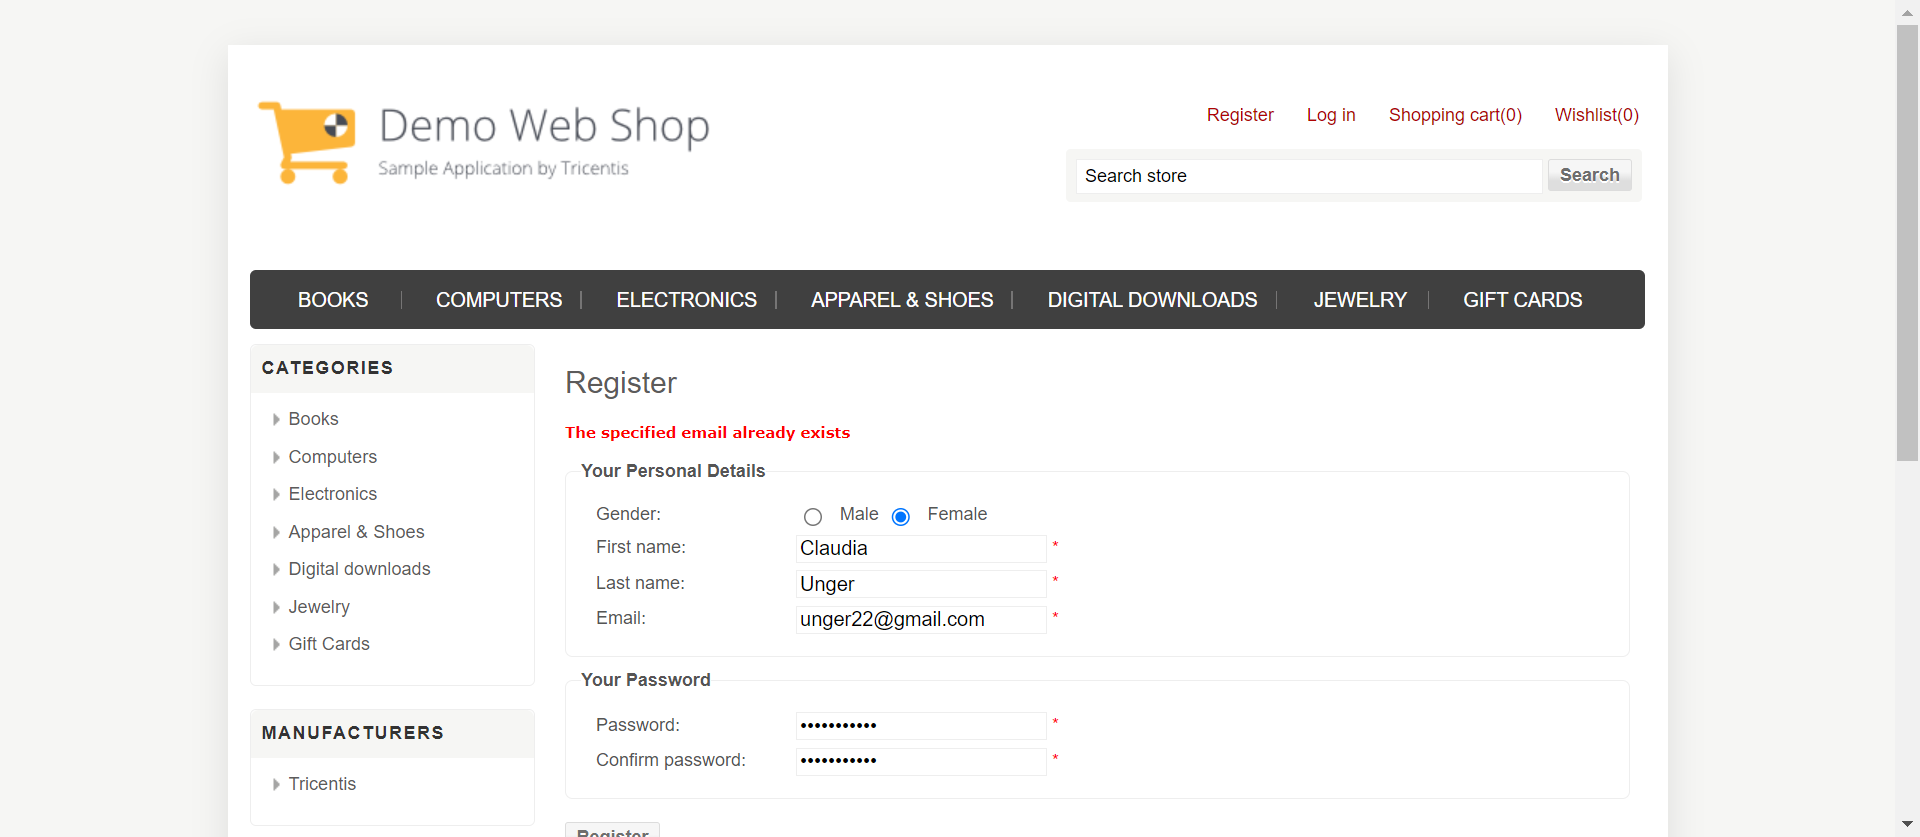 Demo Web Shop
Sample Application by Tricentis
Register Log in Shopping cart(0) Wishlist(0)
Search store Search
BOOKS COMPUTERS ELECTRONICS APPAREL & SHOES DIGITAL DOWNLOADS JEWELRY GIFT CARDS
CATEGORIES
Books
Computers
Electronics
Apparel & Shoes
Digital downloads
Jewelry
Gift Cards
MANUFACTURERS
Tricentis
Register
The specified email already exists
Your Personal Details
Gender: Male Female
First name: Claudia *
Last name: Unger *
Email: unger22@gmail.com *
Your Password
Password: ••••••••••• *
Confirm password: ••••••••••• *
Register